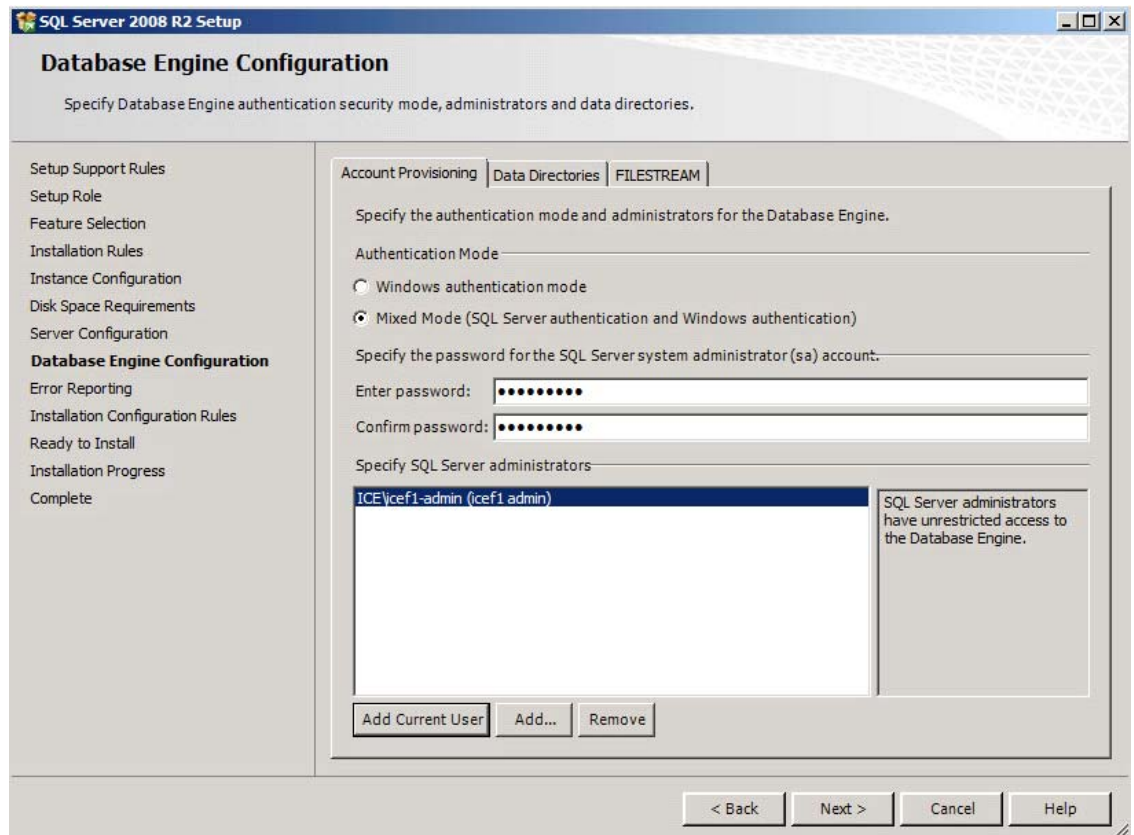 SQL Server 2008 R2 Setup
Database Engine Configuration
Specify Database Engine authentication security mode, administrators and data directories.
Setup Support Rules
Setup Role
Feature Selection
Installation Rules
Instance Configuration
Disk Space Requirements
Server Configuration
Database Engine Configuration
Error Reporting
Installation Configuration Rules
Ready to Install
Installation Progress
Complete
Account Provisioning Data Directories FILESTREAM
Specify the authentication mode and administrators for the Database Engine.
Authentication Mode
Windows authentication mode
Mixed Mode (SQL Server authentication and Windows authentication)
Specify the password for the SQL Server system administrator (sa) account.
Enter password: •••••••••
Confirm password: •••••••••
Specify SQL Server administrators
ICE\icef1-admin (icef1 admin)
SQL Server administrators
have unrestricted access to
the Database Engine.
Add Current User Add... Remove
< Back Next > Cancel Help